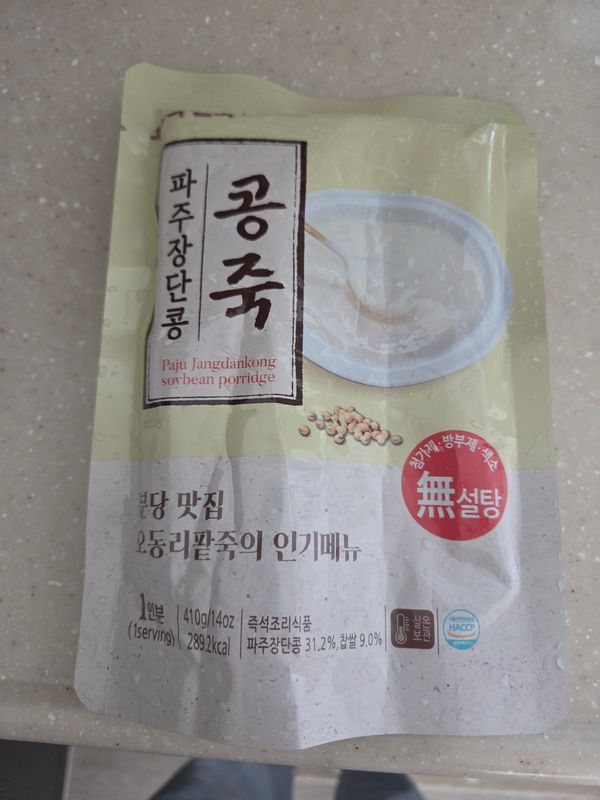 파주장단콩
콩죽
Paju Jangdankong
soybean porridge
첨가제·방부제·색소
無설탕
분당 맛집
오동리팥죽의 인기메뉴
1인분
(1serving)
410g/14oz
289.2kcal
즉석조리식품
파주장단콩 31.2%, 찹쌀 9.0%
실온
보관
HACCP